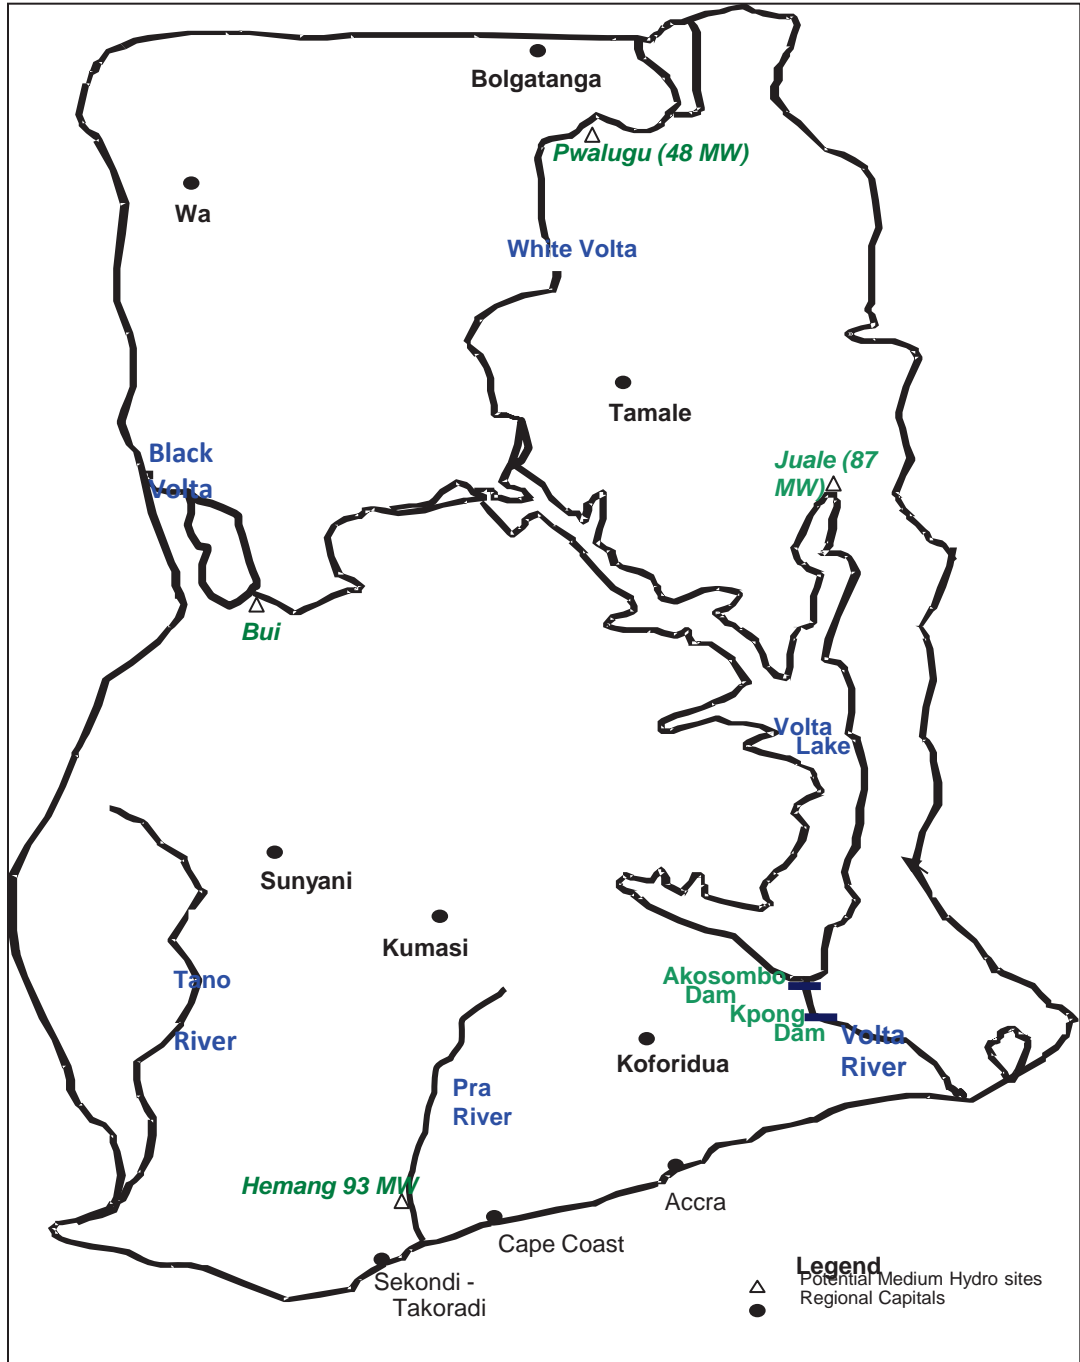 Bolgatanga
Pwalugu (48 MW)
Wa
White Volta
Tamale
Black
Volta
Juale (87
MW)
Bui
Volta
Lake
Sunyani
Kumasi
Tano
River
Akosombo
Dam
Kpong
Dam
Volta
River
Koforidua
Pra
River
Hemang 93 MW
Accra
Cape Coast
Sekondi -
Takoradi
Legend
Potential Medium Hydro sites
Regional Capitals